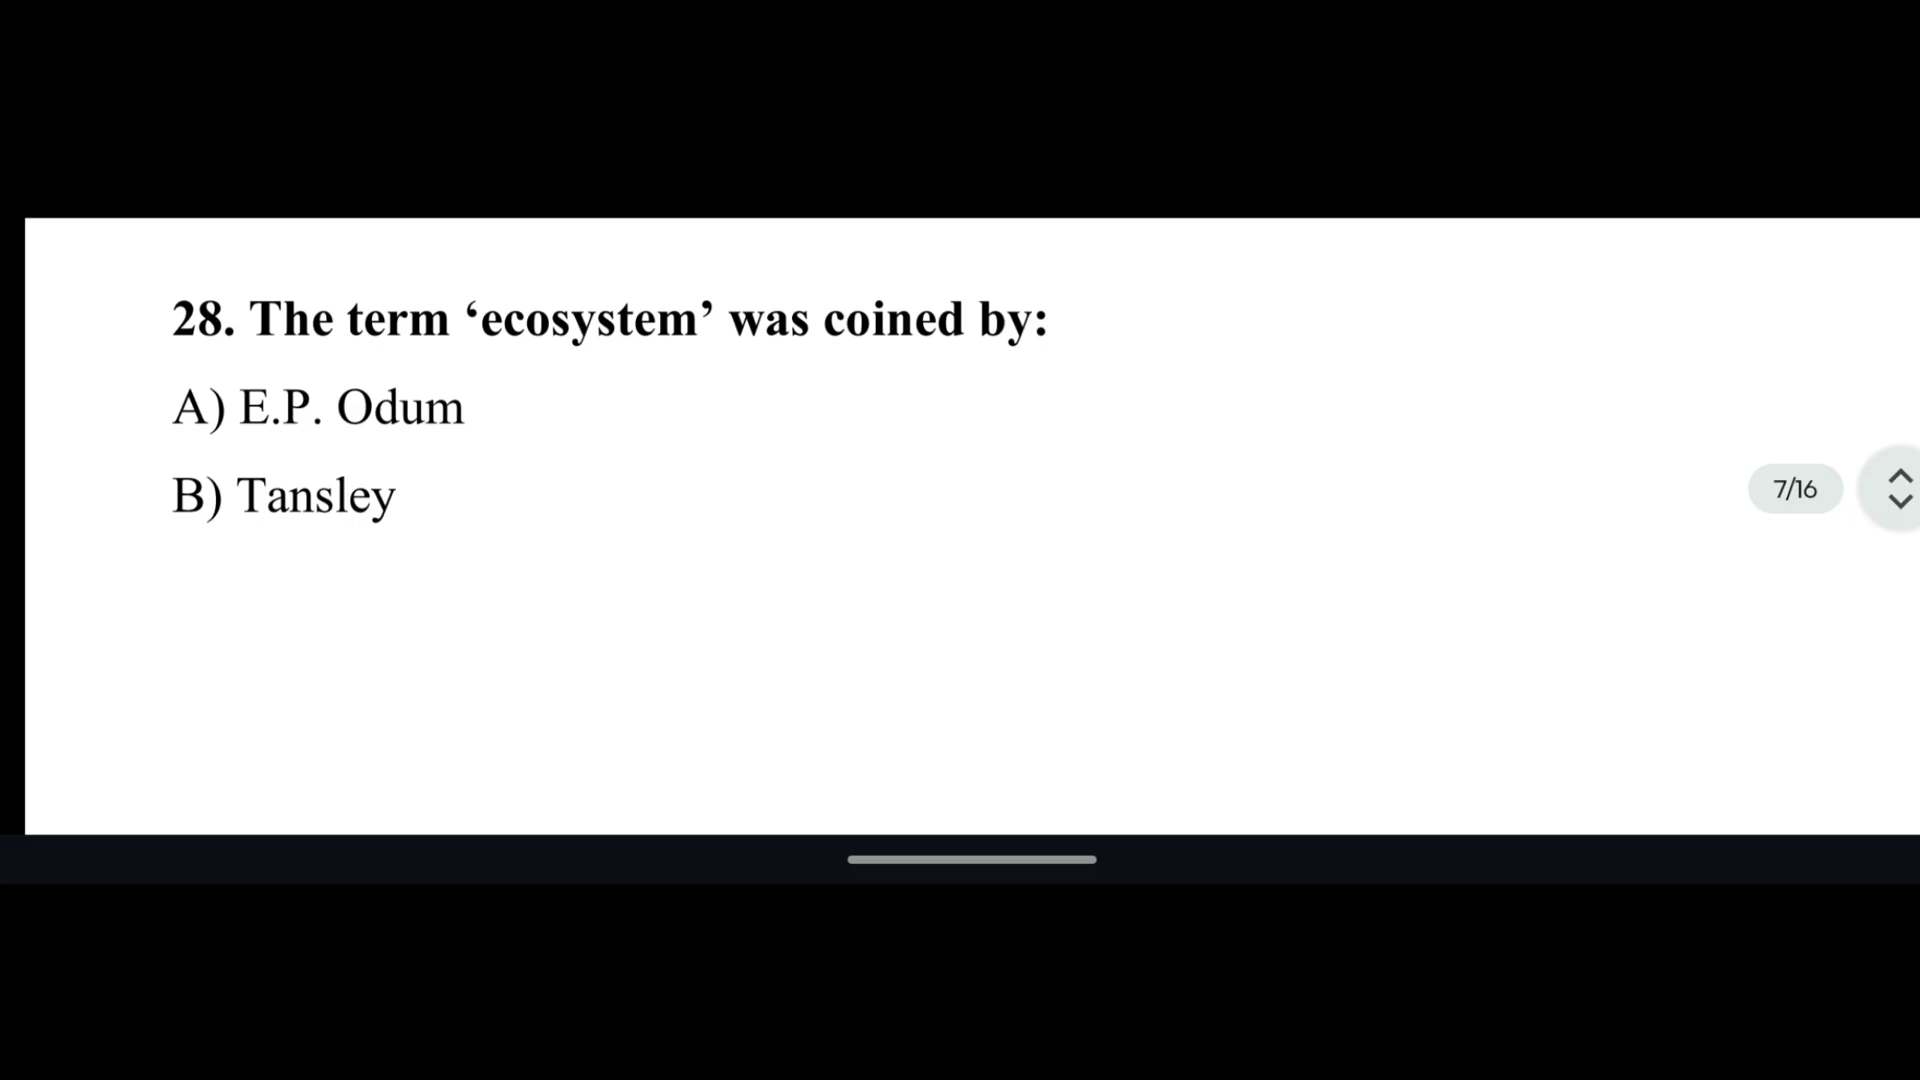 28. The term ‘ecosystem’ was coined by:
A) E.P. Odum
B) Tansley
7/16